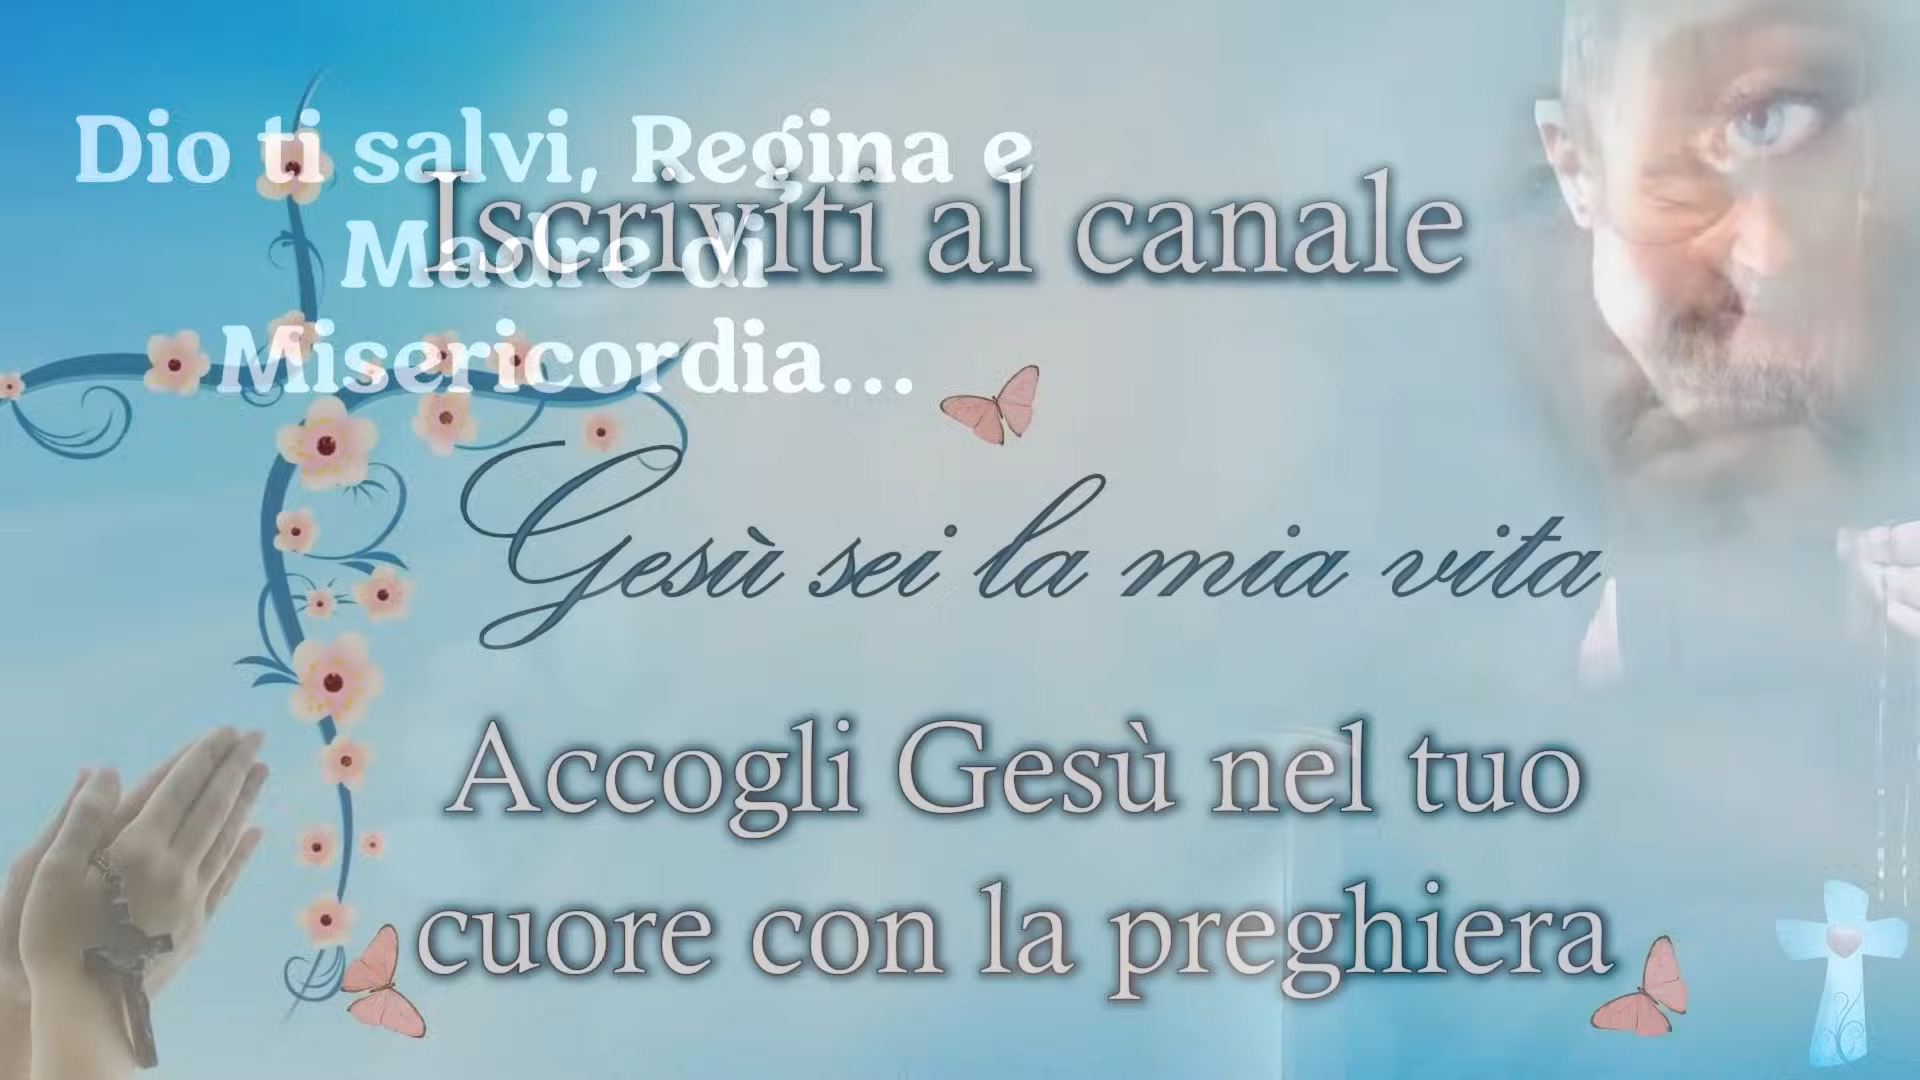 Dio ti salvi, Regina e
Madre di
Misericordia...
Iscriviti al canale
Gesù sei la mia vita
Accogli Gesù nel tuo
cuore con la preghiera